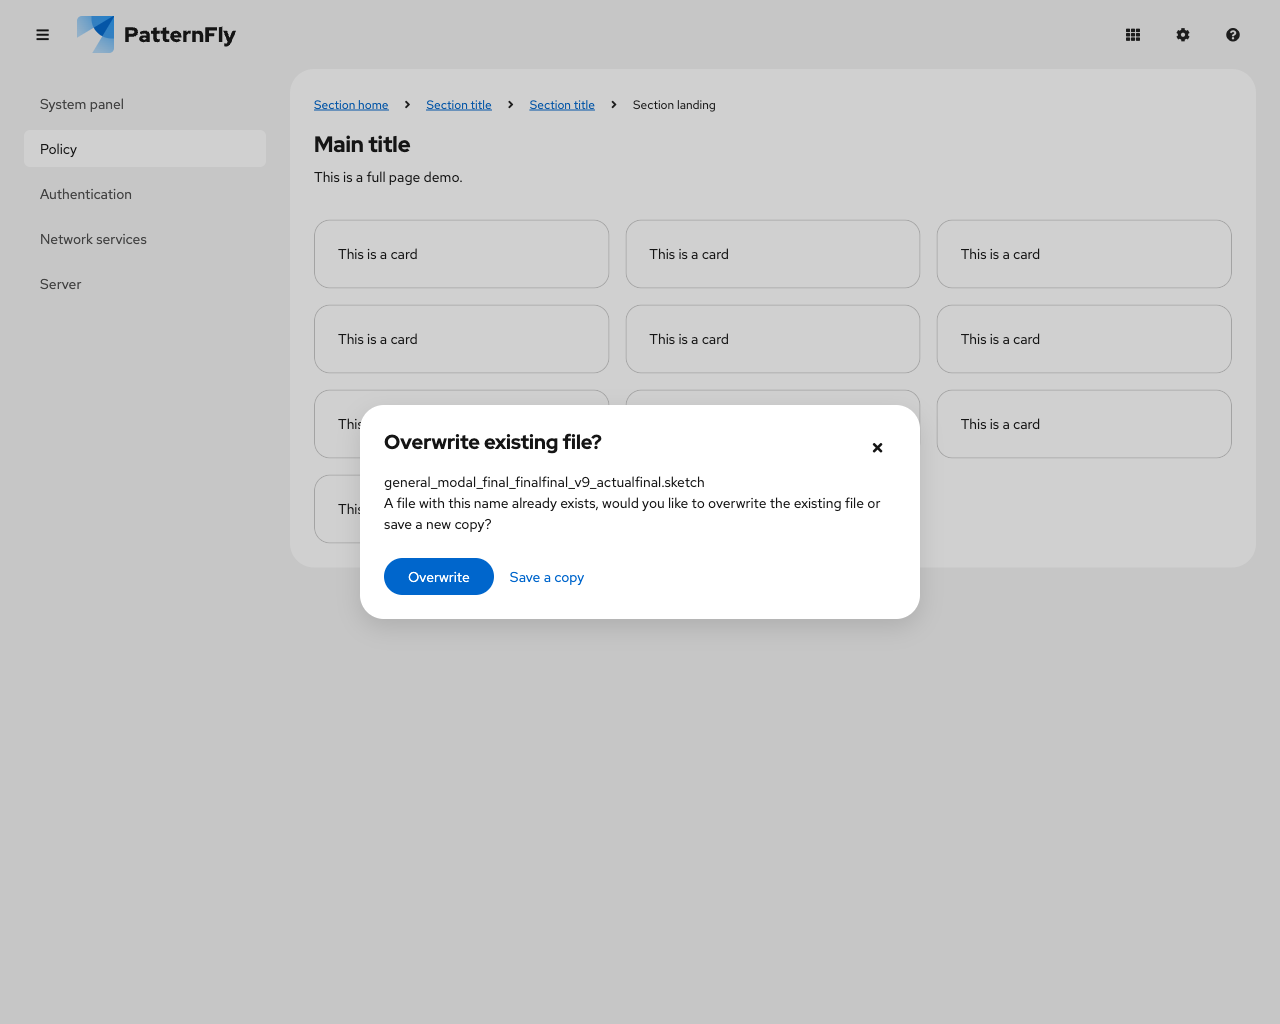 PatternFly
System panel
Policy
Authentication
Network services
Server
Section home
Section title
Section title
Section landing
Main title
This is a full page demo.
This is a card
This is a card
This is a card
This is a card
This is a card
This is a card
This
This is a card
This
Overwrite existing file?
general_modal_final_finalfinal_v9_actualfinal.sketch
A file with this name already exists, would you like to overwrite the existing file or
save a new copy?
Overwrite
Save a copy